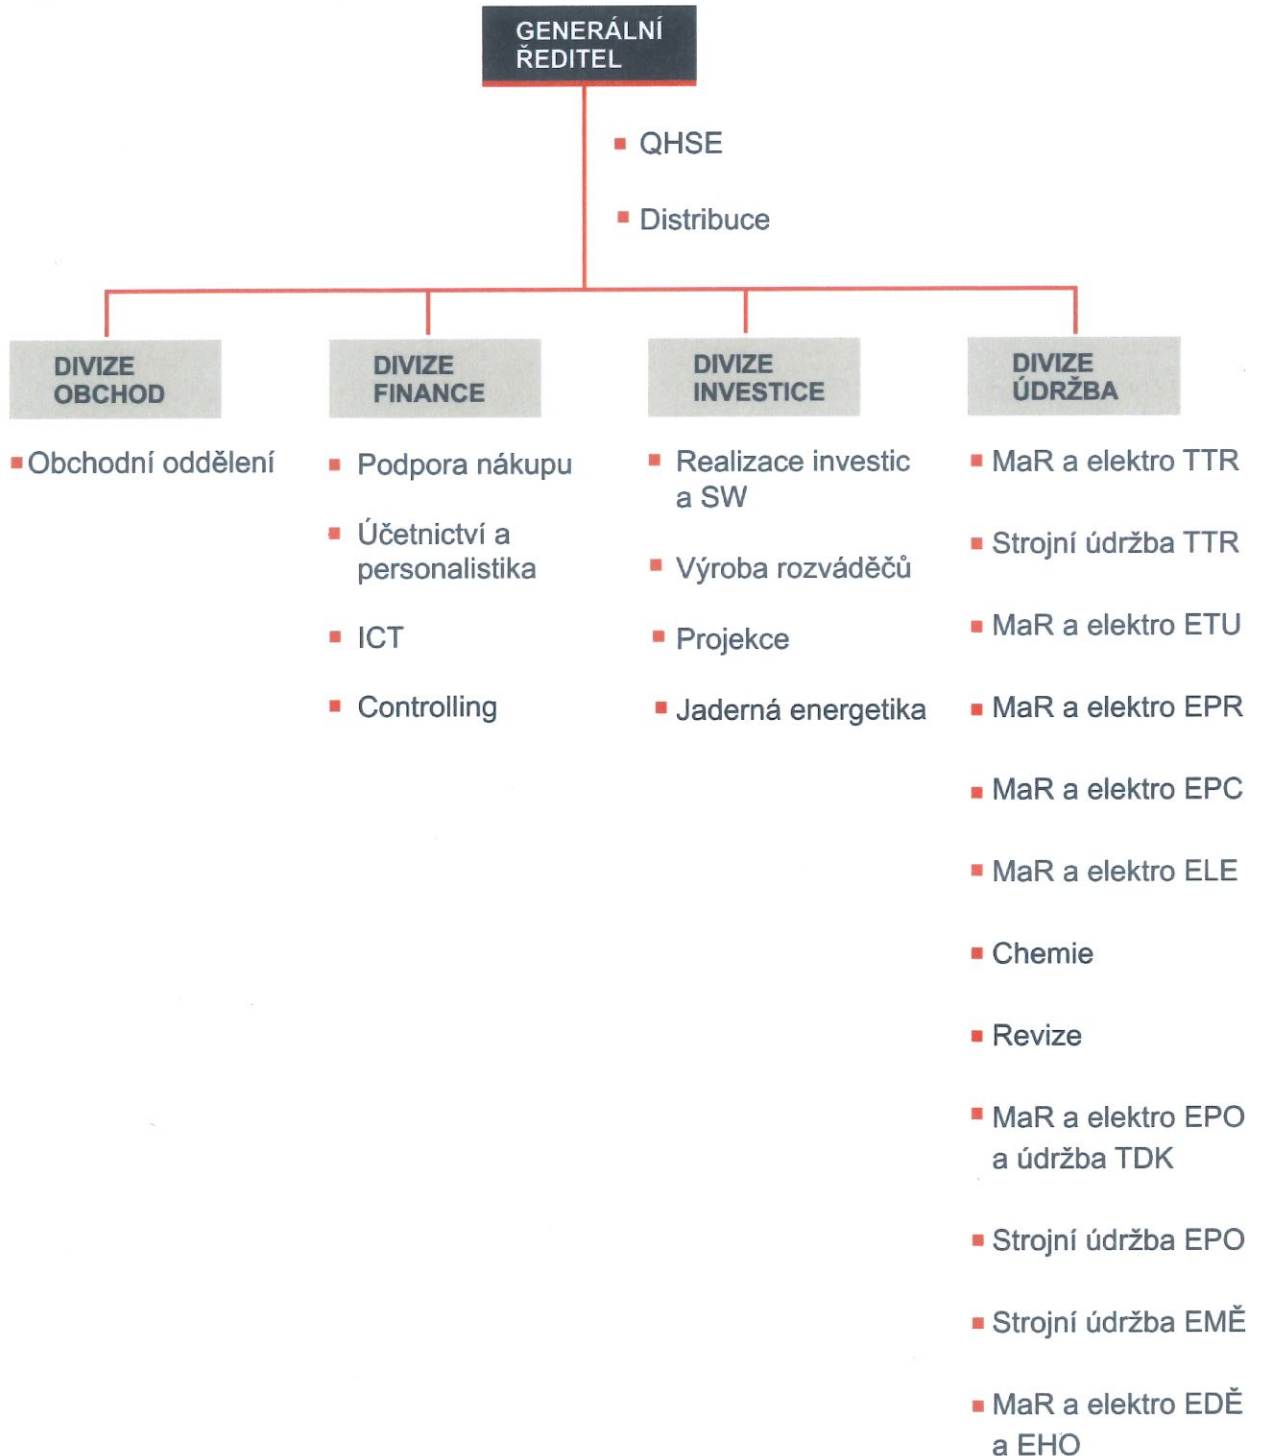 GENERÁLNÍ
ŘEDITEL
QHSE
Distribuce
DIVIZE
OBCHOD
Obchodní oddělení
DIVIZE
FINANCE
Podpora nákupu
Účetnictví a
personalistika
ICT
Controlling
DIVIZE
INVESTICE
Realizace investic
a SW
Výroba rozváděčů
Projekce
Jaderná energetika
DIVIZE
ÚDRŽBA
MaR a elektro TTR
Strojní údržba TTR
MaR a elektro ETU
MaR a elektro EPR
MaR a elektro EPC
MaR a elektro ELE
Chemie
Revize
MaR a elektro EPO
a údržba TDK
Strojní údržba EPO
Strojní údržba EMĚ
MaR a elektro EDĚ
a EHO